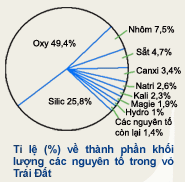 Oxy 49,4%
Nhôm 7,5%
Sắt 4,7%
Canxi 3,4%
Natri 2,6%
Kali 2,3%
Magie 1,9%
Hydro 1%
Các nguyên tố
còn lại 1,4%
Silic 25,8%
Tỉ lệ (%) về thành phần khối
lượng các nguyên tố trong vỏ
Trái Đất